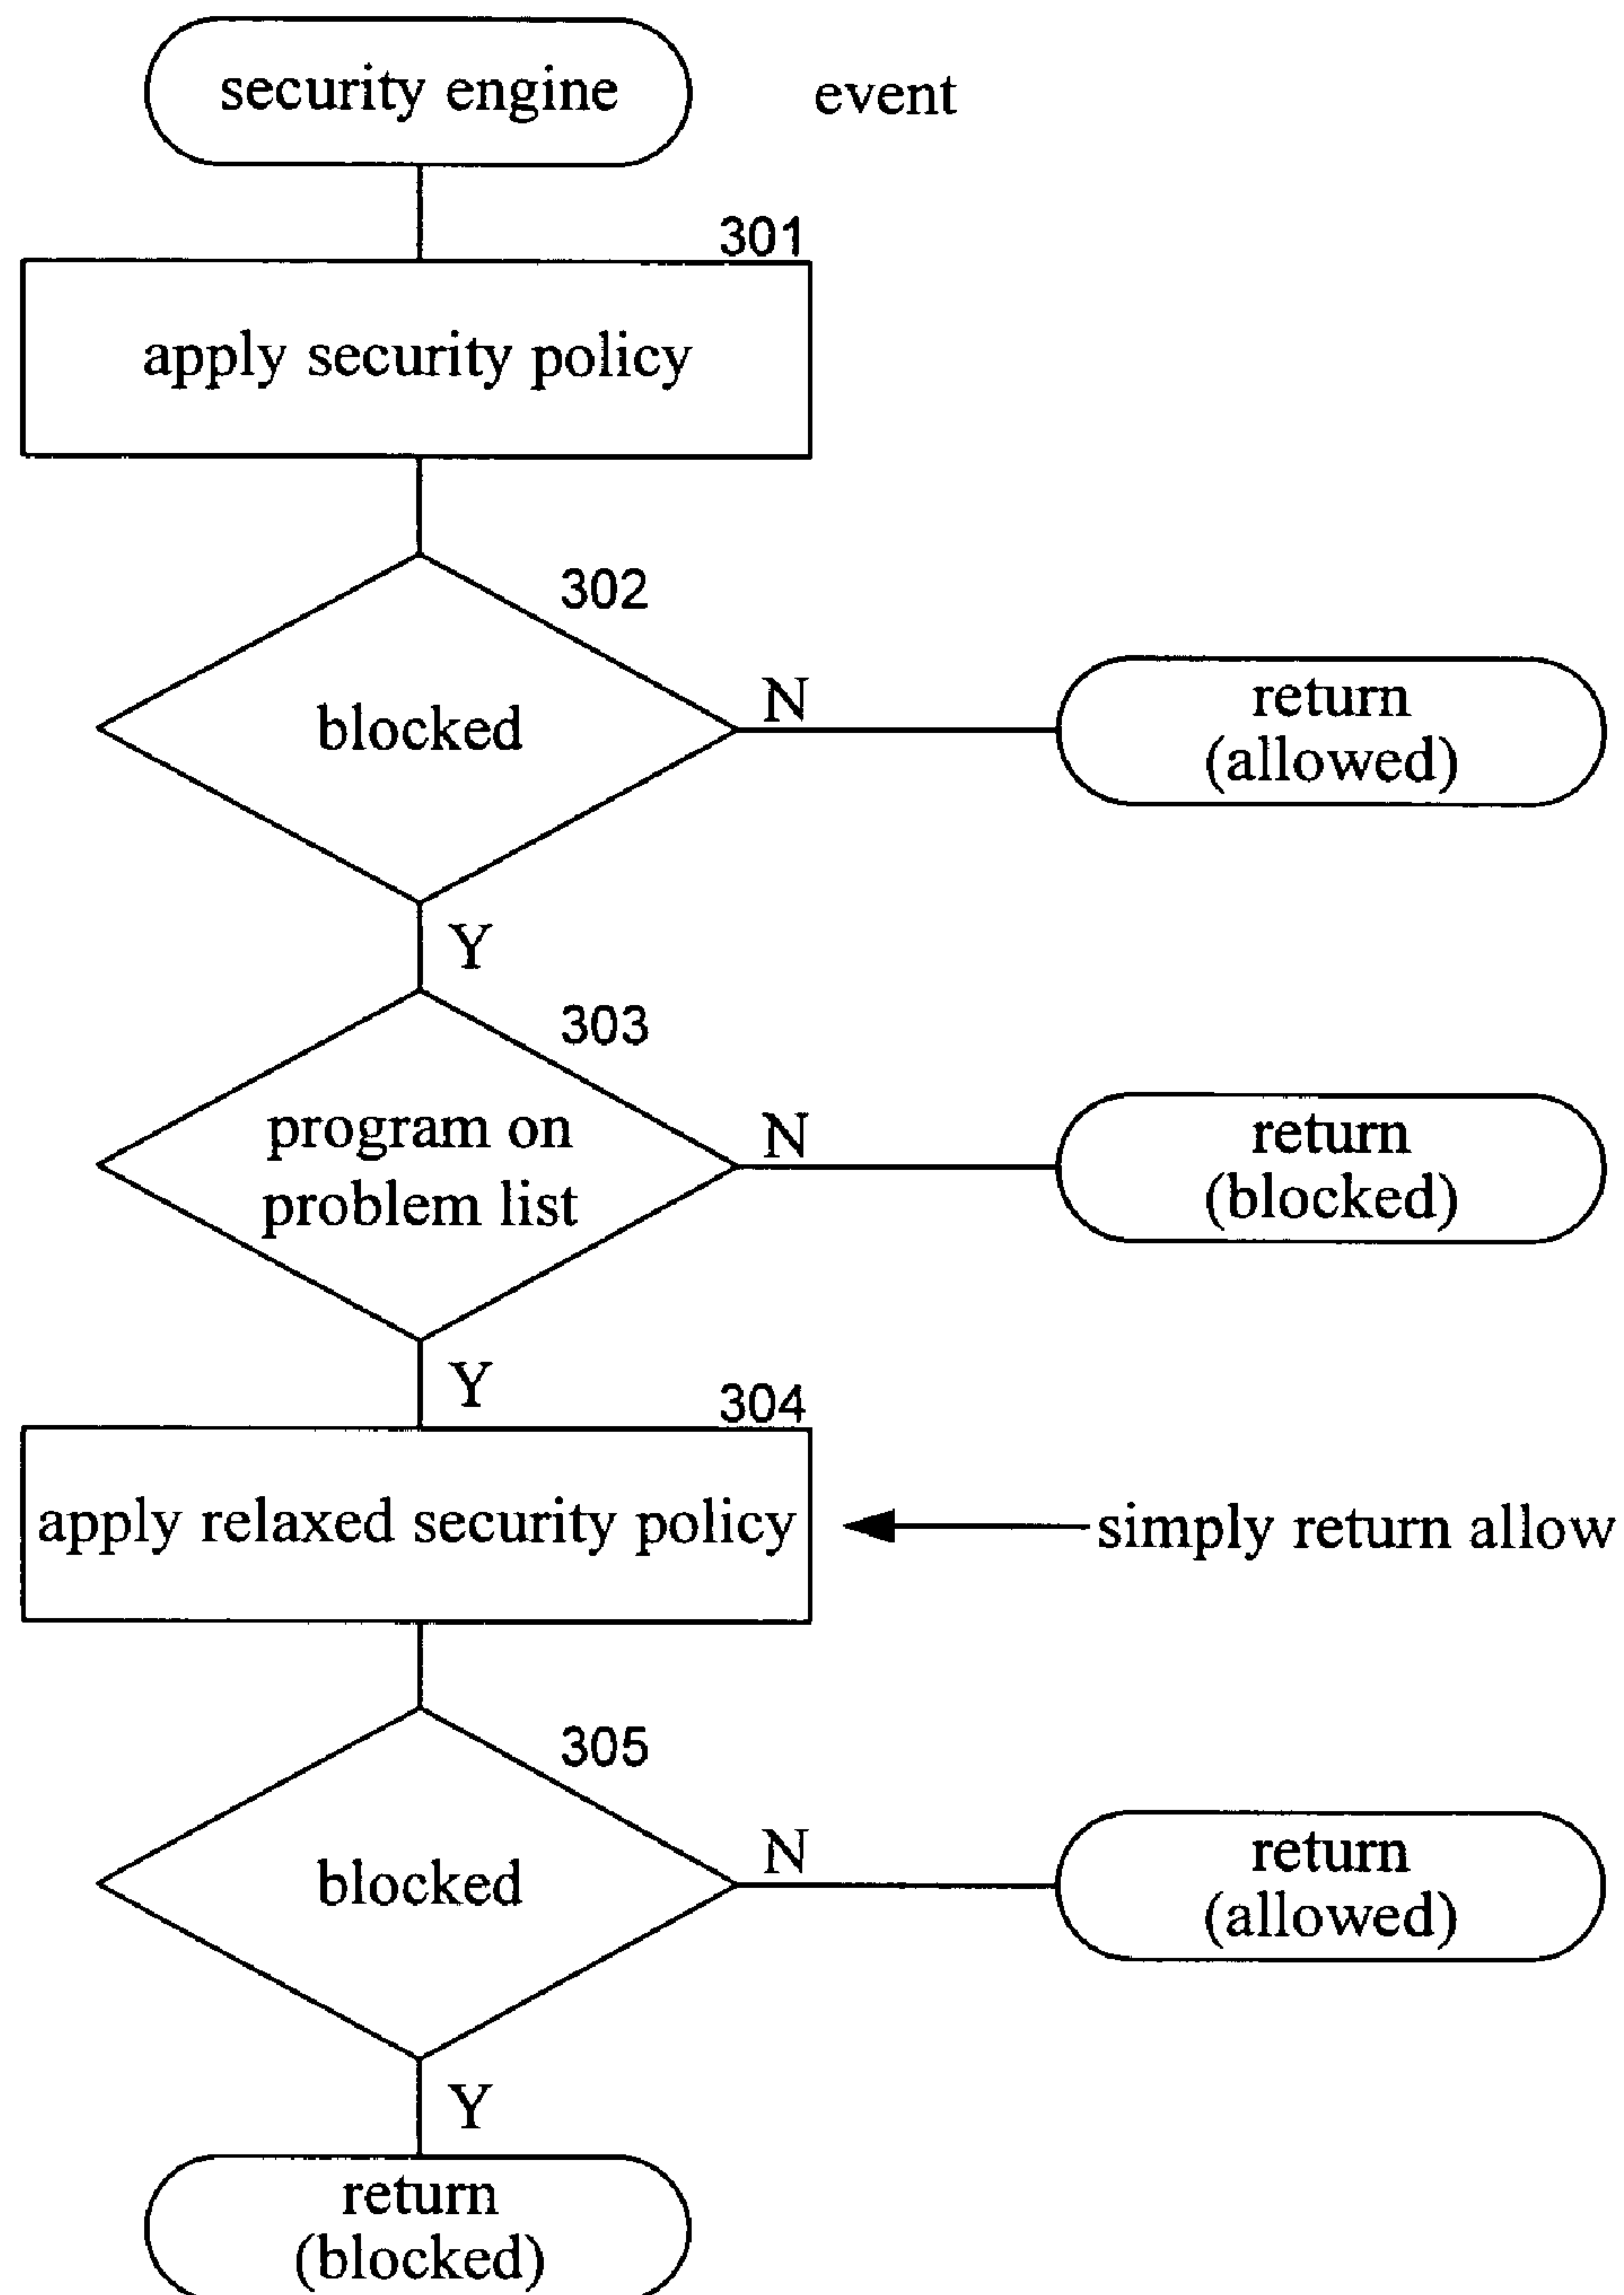 security engine
event
301
apply security policy
302
blocked
N
return
(allowed)
Y
303
program on
problem list
N
return
(blocked)
Y
304
apply relaxed security policy
simply return allow
305
blocked
N
return
(allowed)
Y
return
(blocked)